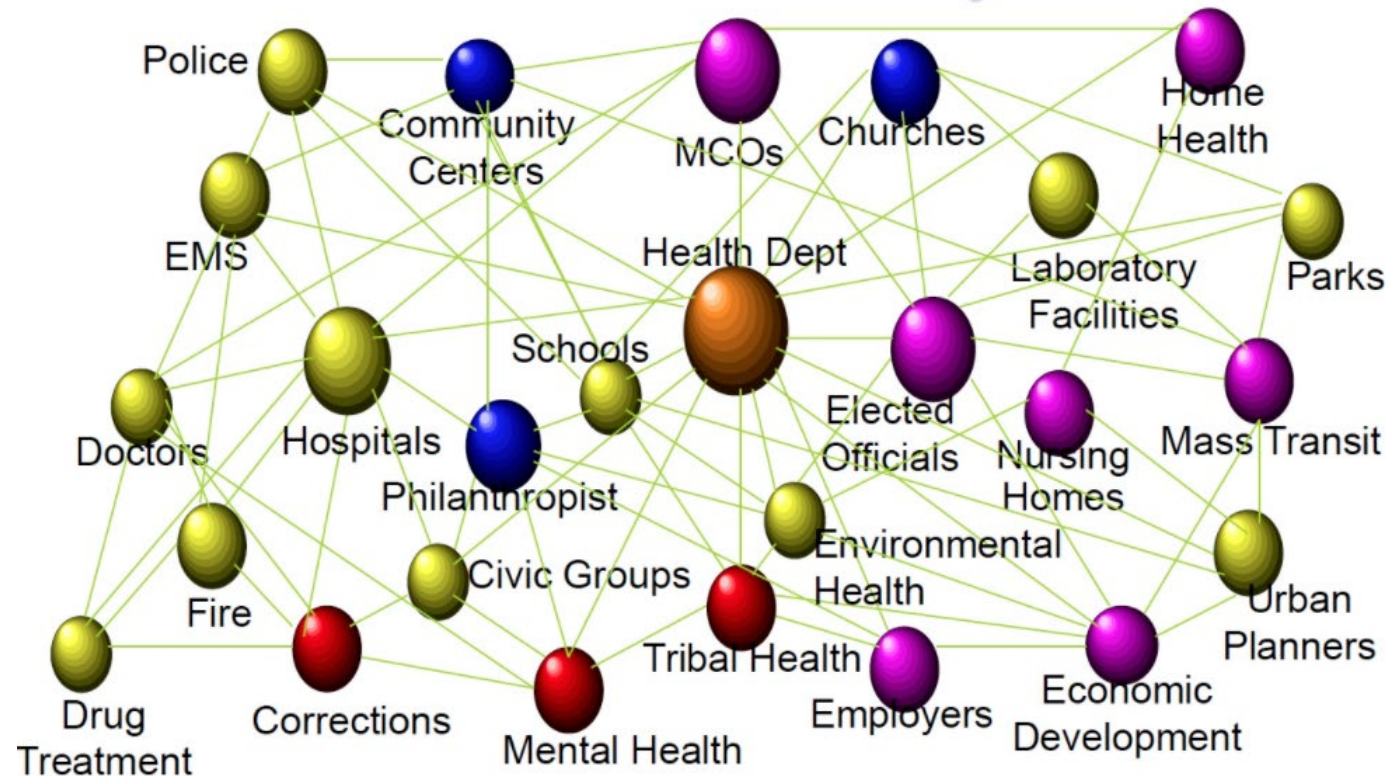 Police
Community
Centers
MCOs
Churches
Home
Health
EMS
Health Dept
Laboratory
Facilities
Parks
Schools
Doctors
Hospitals
Philanthropist
Elected
Officials
Nursing
Homes
Mass Transit
Fire
Civic Groups
Environmental
Health
Urban
Planners
Drug
Treatment
Corrections
Mental Health
Tribal Health
Employers
Economic
Development